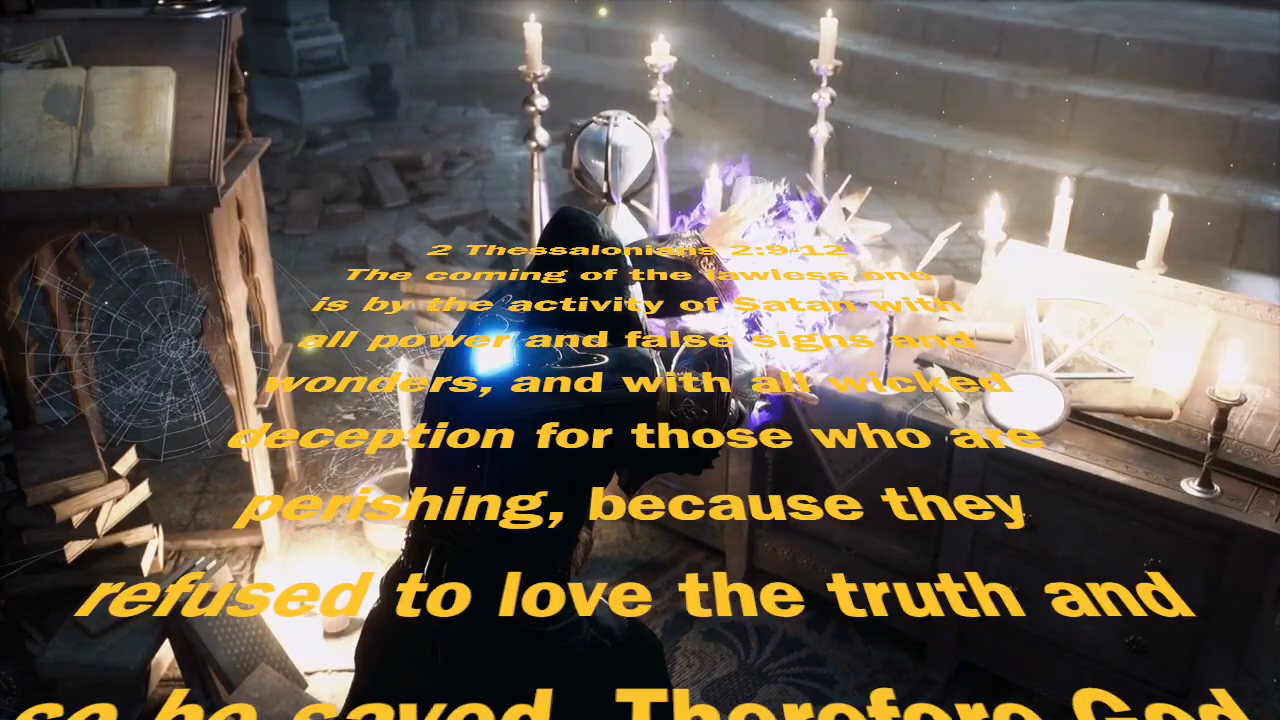 2 Thessalonians 2:9-12
The coming of the lawless one
is by the activity of Satan with
all power and false signs and
wonders, and with all wicked
deception for those who are
perishing, because they
refused to love the truth and
so be saved. Therefore God